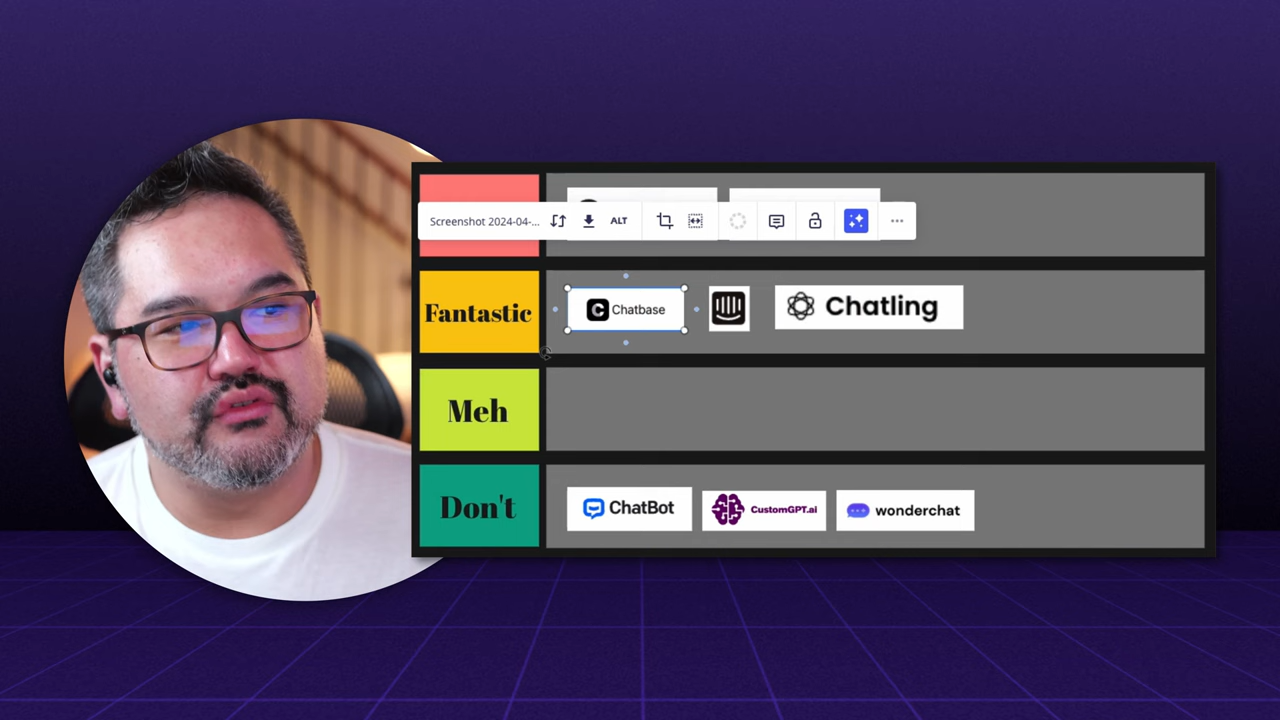 Screenshot 2024-04-...
ALT
Fantastic
Chatbase
Chatling
Meh
Don't
ChatBot
CustomGPT.ai
wonderchat